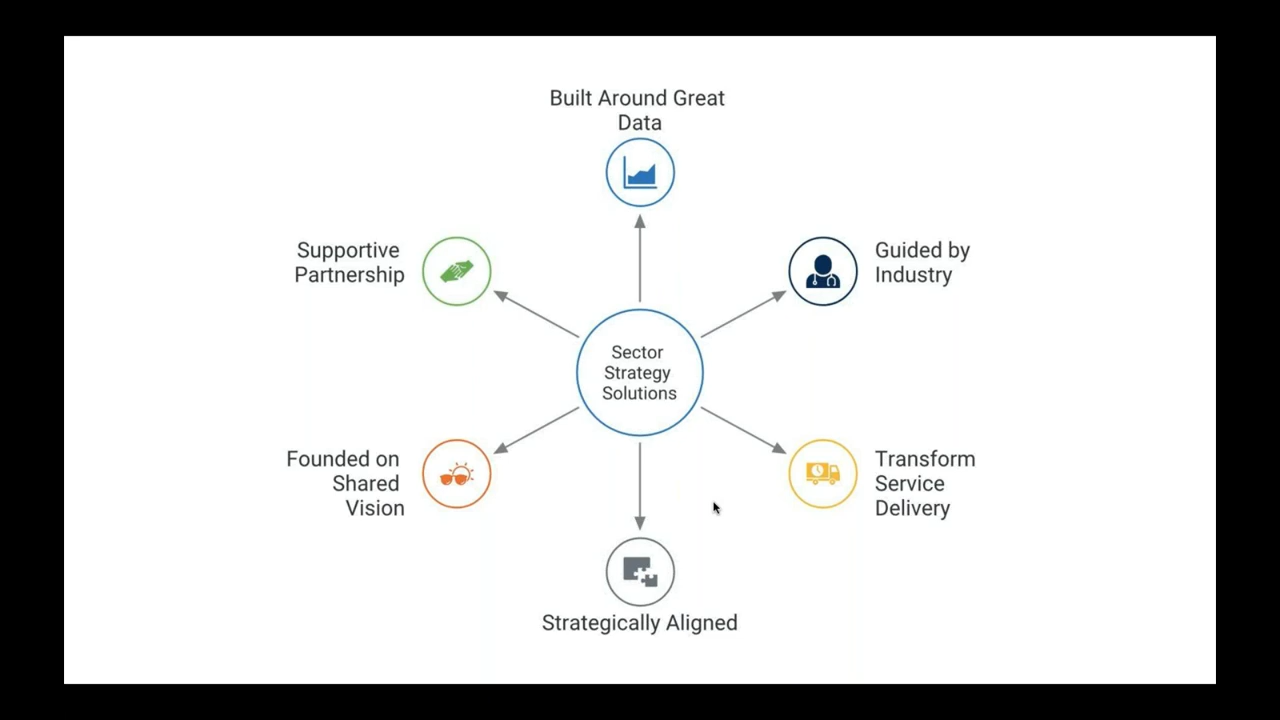 Built Around Great
Data
Supportive
Partnership
Guided by
Industry
Sector
Strategy
Solutions
Founded on
Shared
Vision
Transform
Service
Delivery
Strategically Aligned